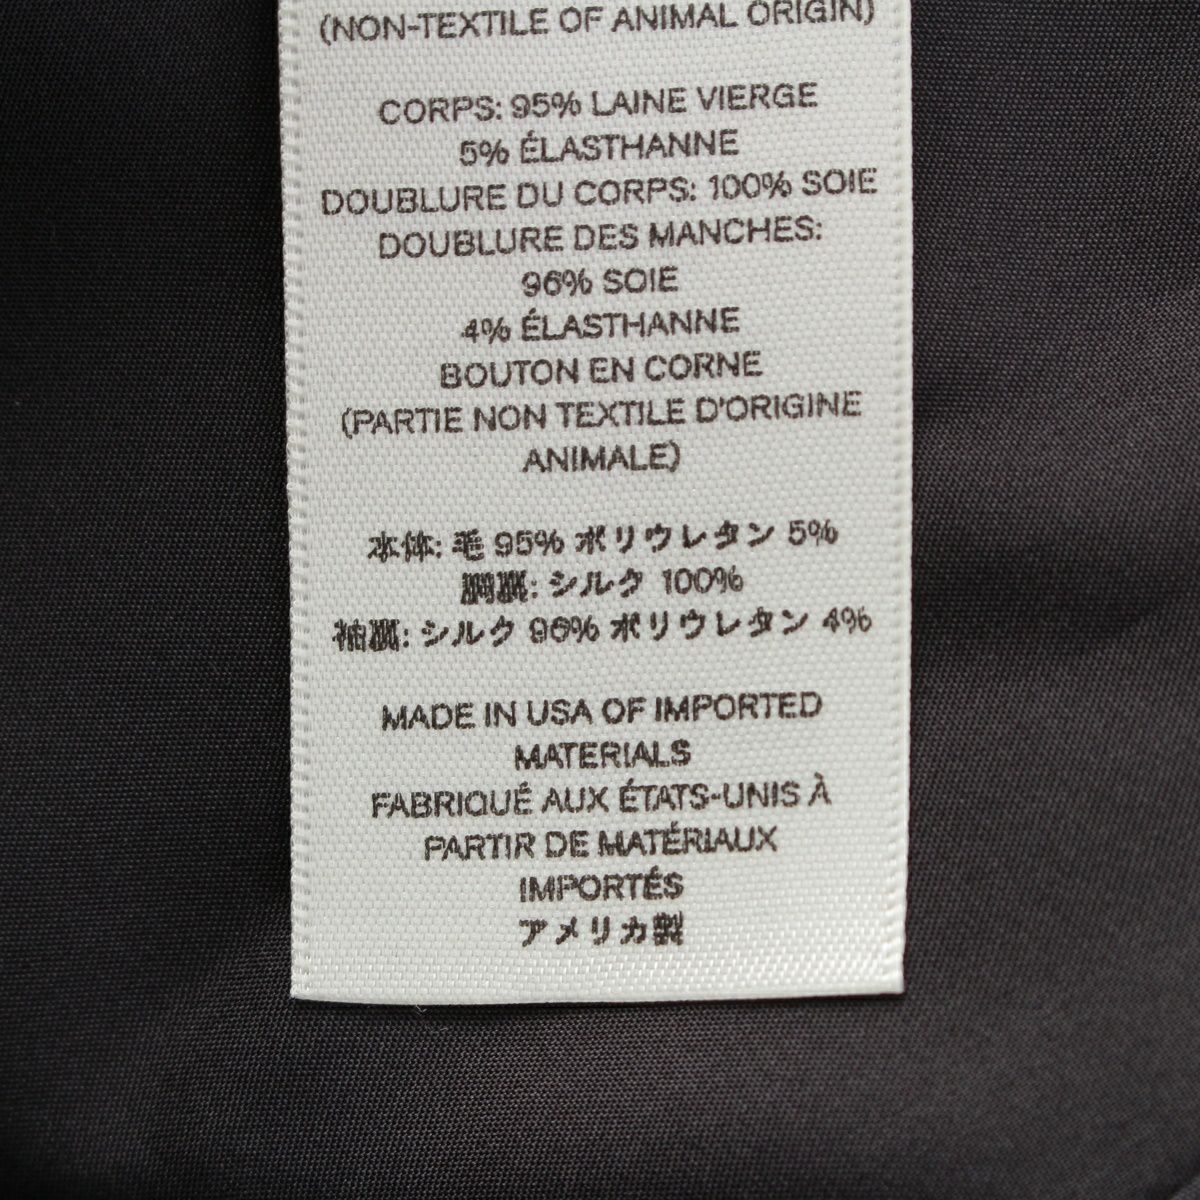 (NON-TEXTILE OF ANIMAL ORIGIN)
CORPS: 95% LAINE VIERGE
5% ÉLASTHANNE
DOUBLURE DU CORPS: 100% SOIE
DOUBLURE DES MANCHES:
96% SOIE
4% ÉLASTHANNE
BOUTON EN CORNE
(PARTIE NON TEXTILE D'ORIGINE
ANIMALE)
本体: 毛 95% ポリウレタン 5%
胴裏: シルク 100%
袖裏: シルク 96% ポリウレタン 4%
MADE IN USA OF IMPORTED
MATERIALS
FABRIQUÉ AUX ÉTATS-UNIS À
PARTIR DE MATÉRIAUX
IMPORTÉS
アメリカ製